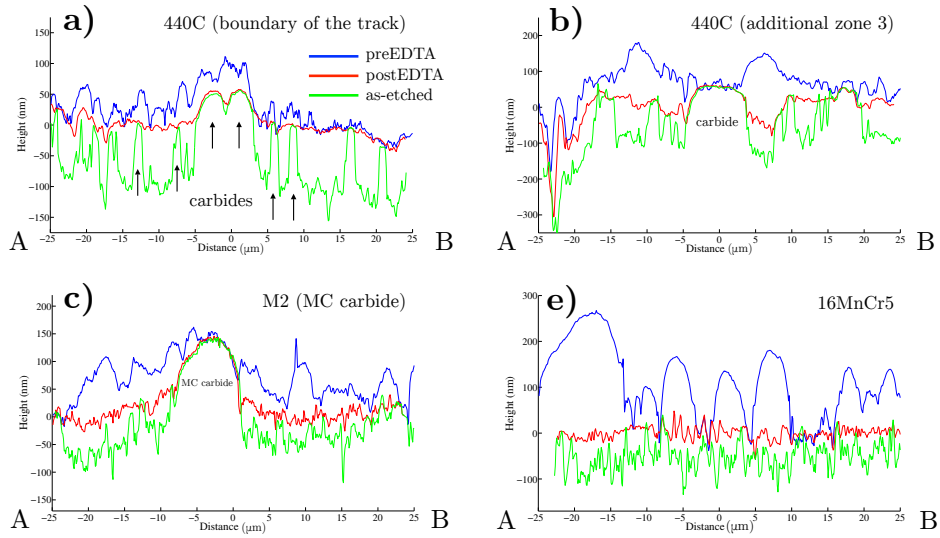 a)
440C (boundary of the track)
preEDTA
postEDTA
as-etched
carbides
Height (nm)
150
100
50
0
-50
-100
-150
-25 -20 -15 -10 -5 0 5 10 15 20 25
A Distance (μm) B
b)
440C (additional zone 3)
carbide
Height (nm)
300
200
100
0
-100
-200
-300
-25 -20 -15 -10 -5 0 5 10 15 20 25
A Distance (μm) B
c)
M2 (MC carbide)
MC carbide
Height (nm)
200
150
100
50
0
-50
-100
-150
-25 -20 -15 -10 -5 0 5 10 15 20 25
A Distance (μm) B
e)
16MnCr5
Height (nm)
300
200
100
0
-100
-25 -20 -15 -10 -5 0 5 10 15 20 25
A Distance (μm) B